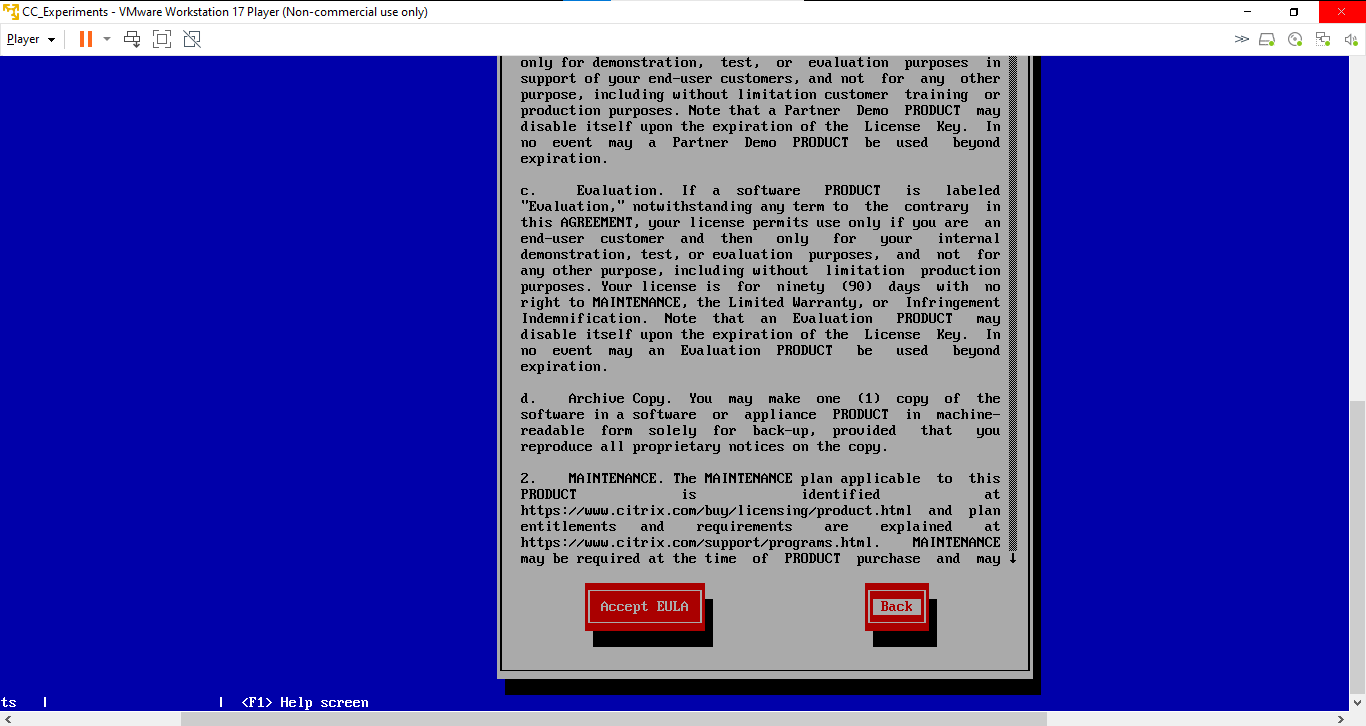 CC_Experiments - VMware Workstation 17 Player (Non-commercial use only)
Player
only for demonstration, test, or evaluation purposes in
support of your end-user customers, and not for any other
purpose, including without limitation customer training or
production purposes. Note that a Partner Demo PRODUCT may
disable itself upon the expiration of the License Key. In
no event may a Partner Demo PRODUCT be used beyond
expiration.
c. Evaluation. If a software PRODUCT is labeled
"Evaluation," notwithstanding any term to the contrary in
this AGREEMENT, your license permits use only if you are an
end-user customer and then only for your internal
demonstration, test, or evaluation purposes, and not for
any other purpose, including without limitation production
purposes. Your license is for ninety (90) days with no
right to MAINTENANCE, the Limited Warranty, or Infringement
Indemnification. Note that an Evaluation PRODUCT may
disable itself upon the expiration of the License Key. In
no event may an Evaluation PRODUCT be used beyond
expiration.
d. Archive Copy. You may make one (1) copy of the
software in a software or appliance PRODUCT in machine-
readable form solely for back-up, provided that you
reproduce all proprietary notices on the copy.
2. MAINTENANCE. The MAINTENANCE plan applicable to this
PRODUCT is identified at
https://www.citrix.com/buy/licensing/product.html and plan
entitlements and requirements are explained at
https://www.citrix.com/support/programs.html. MAINTENANCE
may be required at the time of PRODUCT purchase and may
Accept EULA
Back
ts | | <F1> Help screen